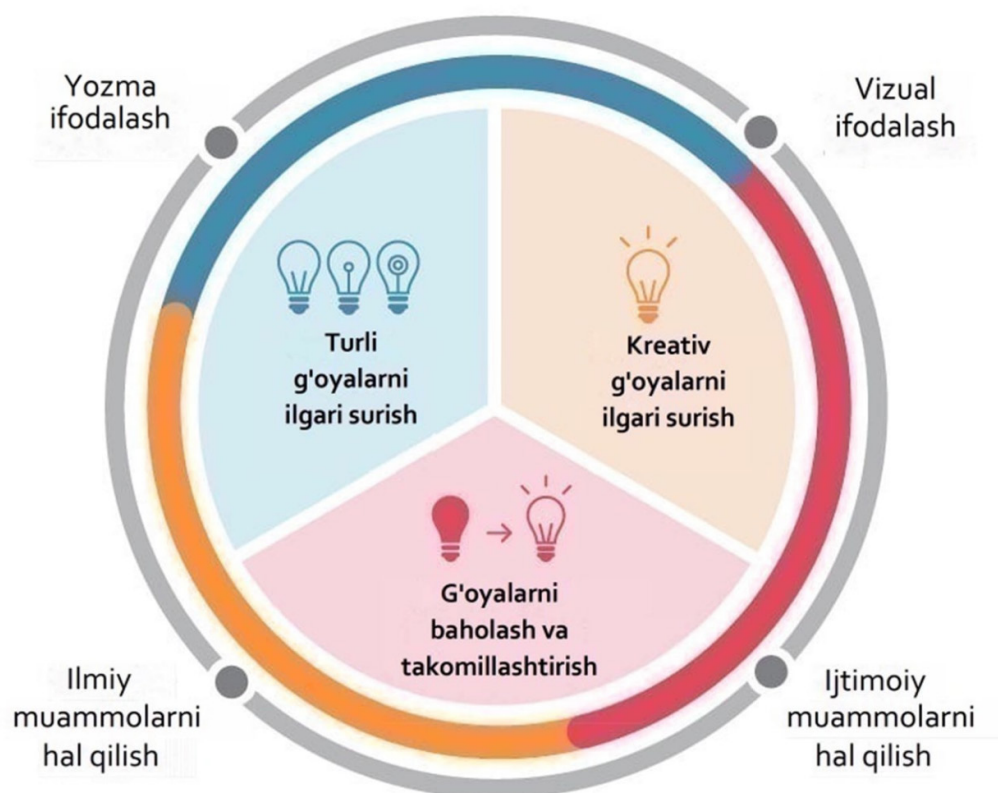 Yozma
ifodalash
Vizual
ifodalash
Turli
g'oyalarni
ilgari surish
Kreativ
g'oyalarni
ilgari surish
G'oyalarni
baholash va
takomillashtirish
Ilmiy
muammolarni
hal qilish
Ijtimoiy
muammolarni
hal qilish